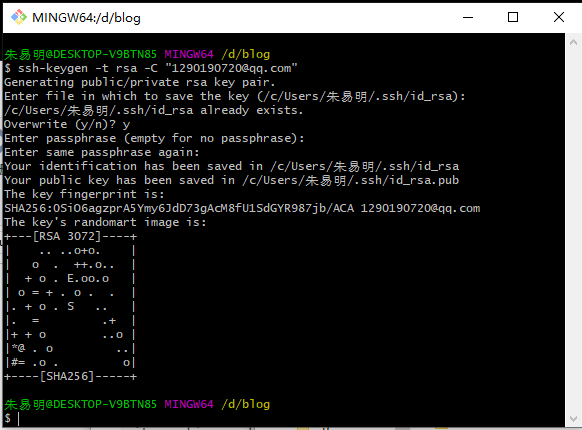 MINGW64:/d/blog
朱易明@DESKTOP-V9BTN85 MINGW64 /d/blog
$ ssh-keygen -t rsa -C "1290190720@qq.com"
Generating public/private rsa key pair.
Enter file in which to save the key (/c/Users/朱易明/.ssh/id_rsa):
/c/Users/朱易明/.ssh/id_rsa already exists.
Overwrite (y/n)? y
Enter passphrase (empty for no passphrase):
Enter same passphrase again:
Your identification has been saved in /c/Users/朱易明/.ssh/id_rsa
Your public key has been saved in /c/Users/朱易明/.ssh/id_rsa.pub
The key fingerprint is:
SHA256:OSiO6agzprA5Ymy6JdD73gAcM8fU1SdGYR987jb/ACA 1290190720@qq.com
The key's randomart image is:
+---[RSA 3072]----+
|    .. ..o+o.    |
|   o  .  ++.o..  |
|  + o . E.oo.o   |
| o = + . o .  .  |
|. + o . S   ..   |
|.  =        .+  |
|+ + o       ..o |
|*@ . o        ..|
|#= .o .        o|
+----[SHA256]-----+
朱易明@DESKTOP-V9BTN85 MINGW64 /d/blog
$